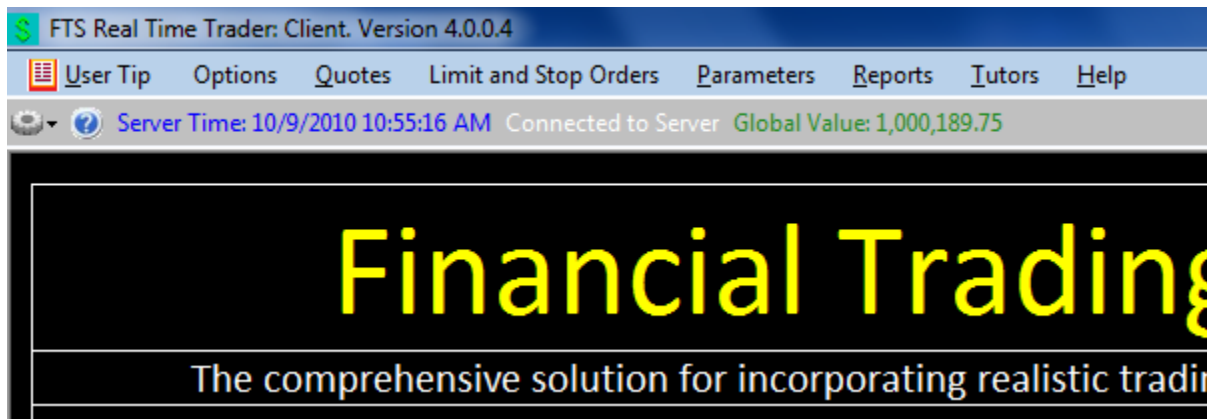 FTS Real Time Trader: Client. Version 4.0.0.4
User Tip Options Quotes Limit and Stop Orders Parameters Reports Tutors Help
Server Time: 10/9/2010 10:55:16 AM Connected to Server Global Value: 1,000,189.75
Financial Trading
The comprehensive solution for incorporating realistic